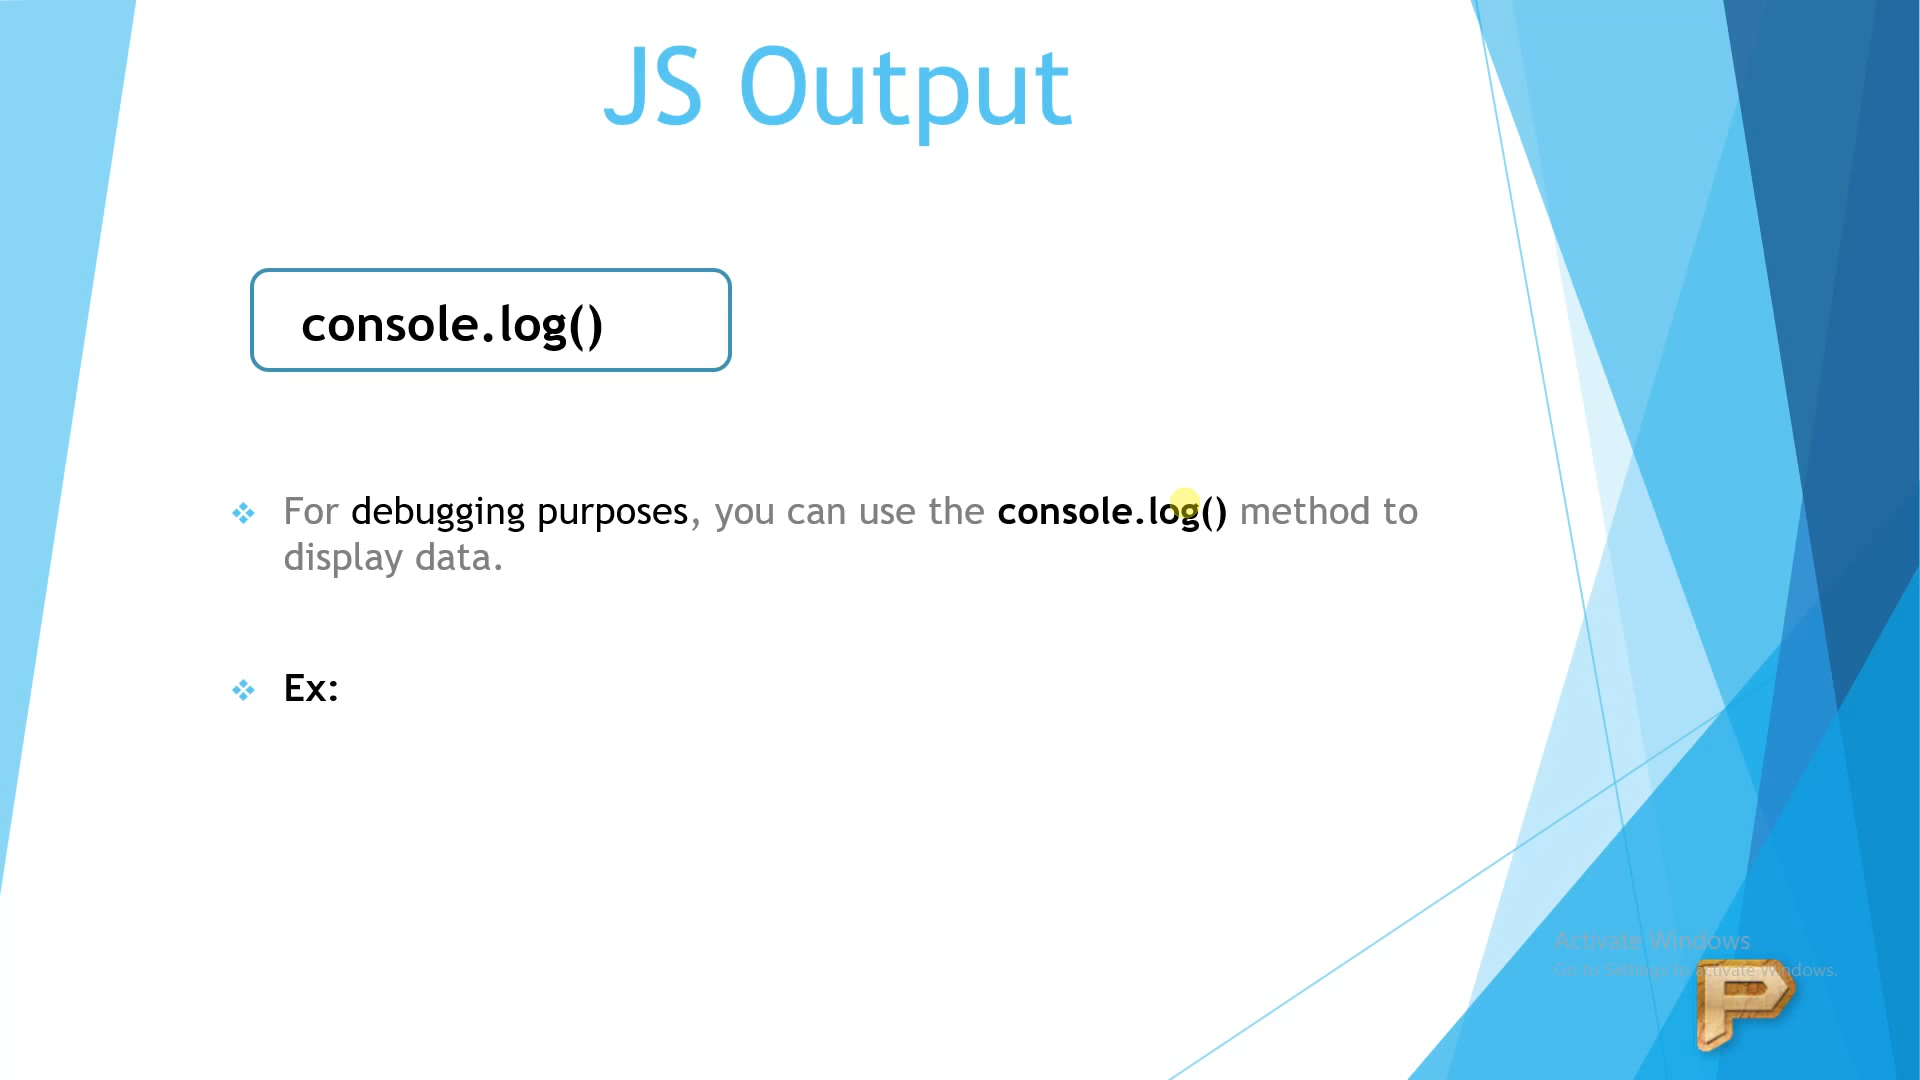 JS Output
console.log()
For debugging purposes, you can use the console.log() method to
display data.
Ex:
Activate Windows
Go to Settings to activate Windows.
P